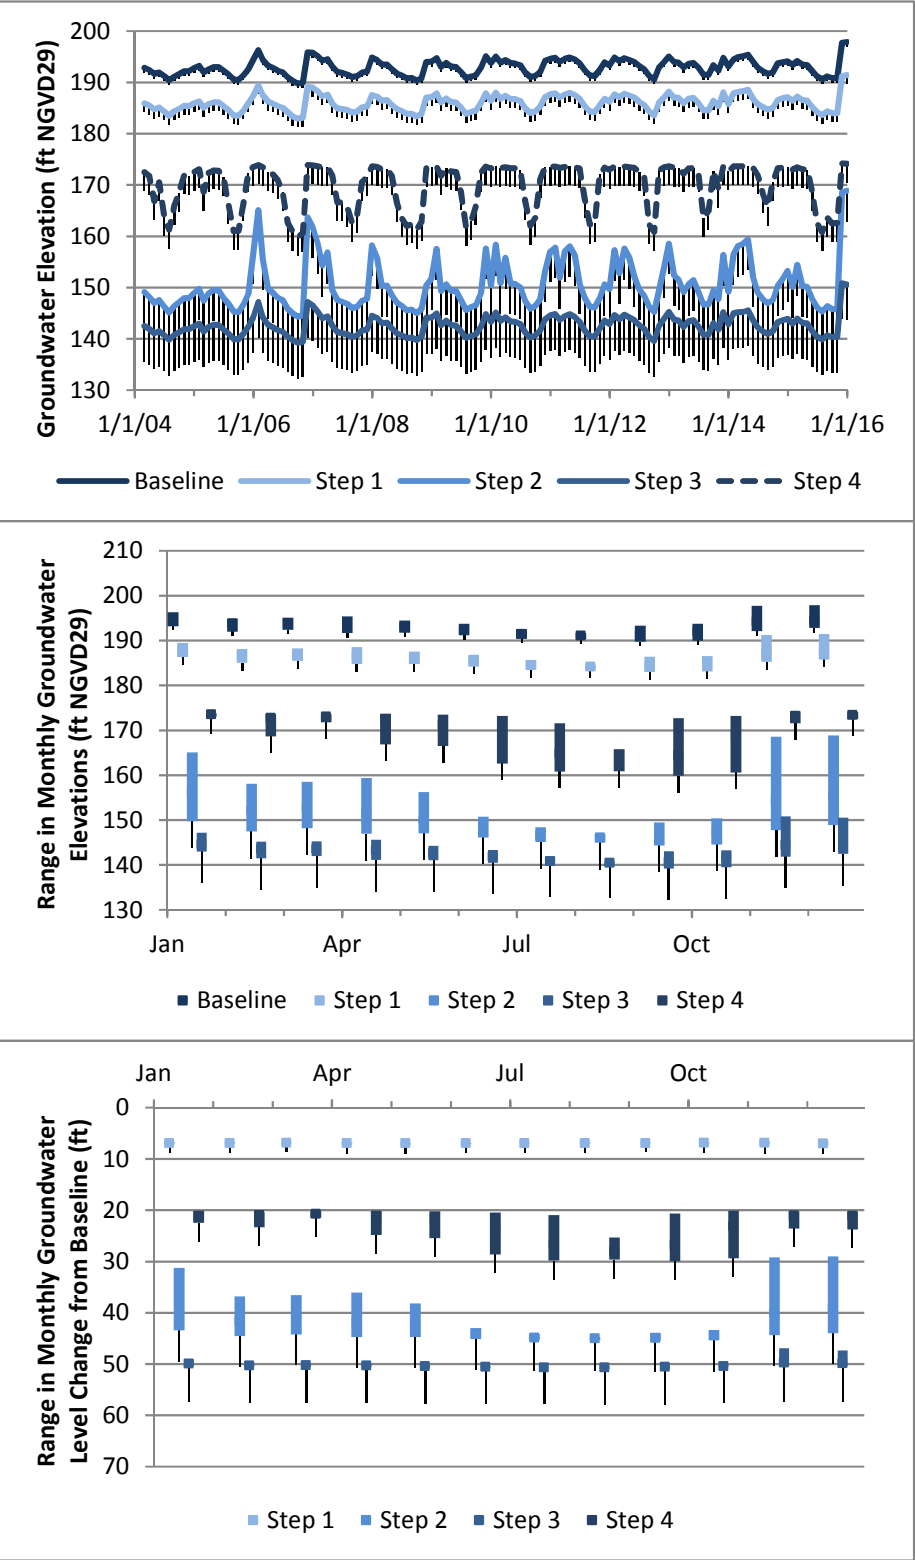 Groundwater Elevation (ft NGVD29)
200
190
180
170
160
150
140
130
1/1/04 1/1/06 1/1/08 1/1/10 1/1/12 1/1/14 1/1/16
Baseline Step 1 Step 2 Step 3 Step 4
Range in Monthly Groundwater
Elevations (ft NGVD29)
210
200
190
180
170
160
150
140
130
Jan Apr Jul Oct
Baseline Step 1 Step 2 Step 3 Step 4
Jan Apr Jul Oct
Range in Monthly Groundwater
Level Change from Baseline (ft)
0
10
20
30
40
50
60
70
Step 1 Step 2 Step 3 Step 4